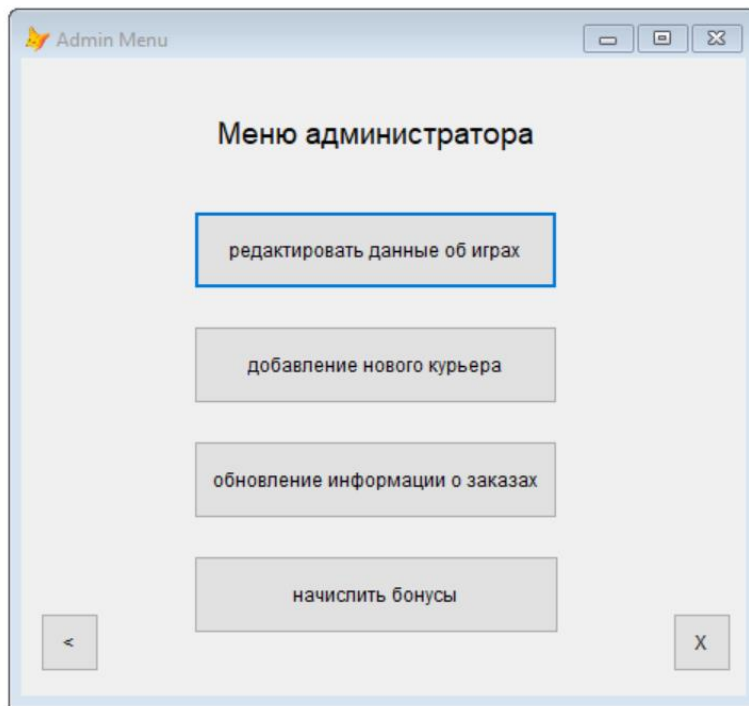 Admin Menu
Меню администратора
редактировать данные об играх
добавление нового курьера
обновление информации о заказах
начислить бонусы
<
X